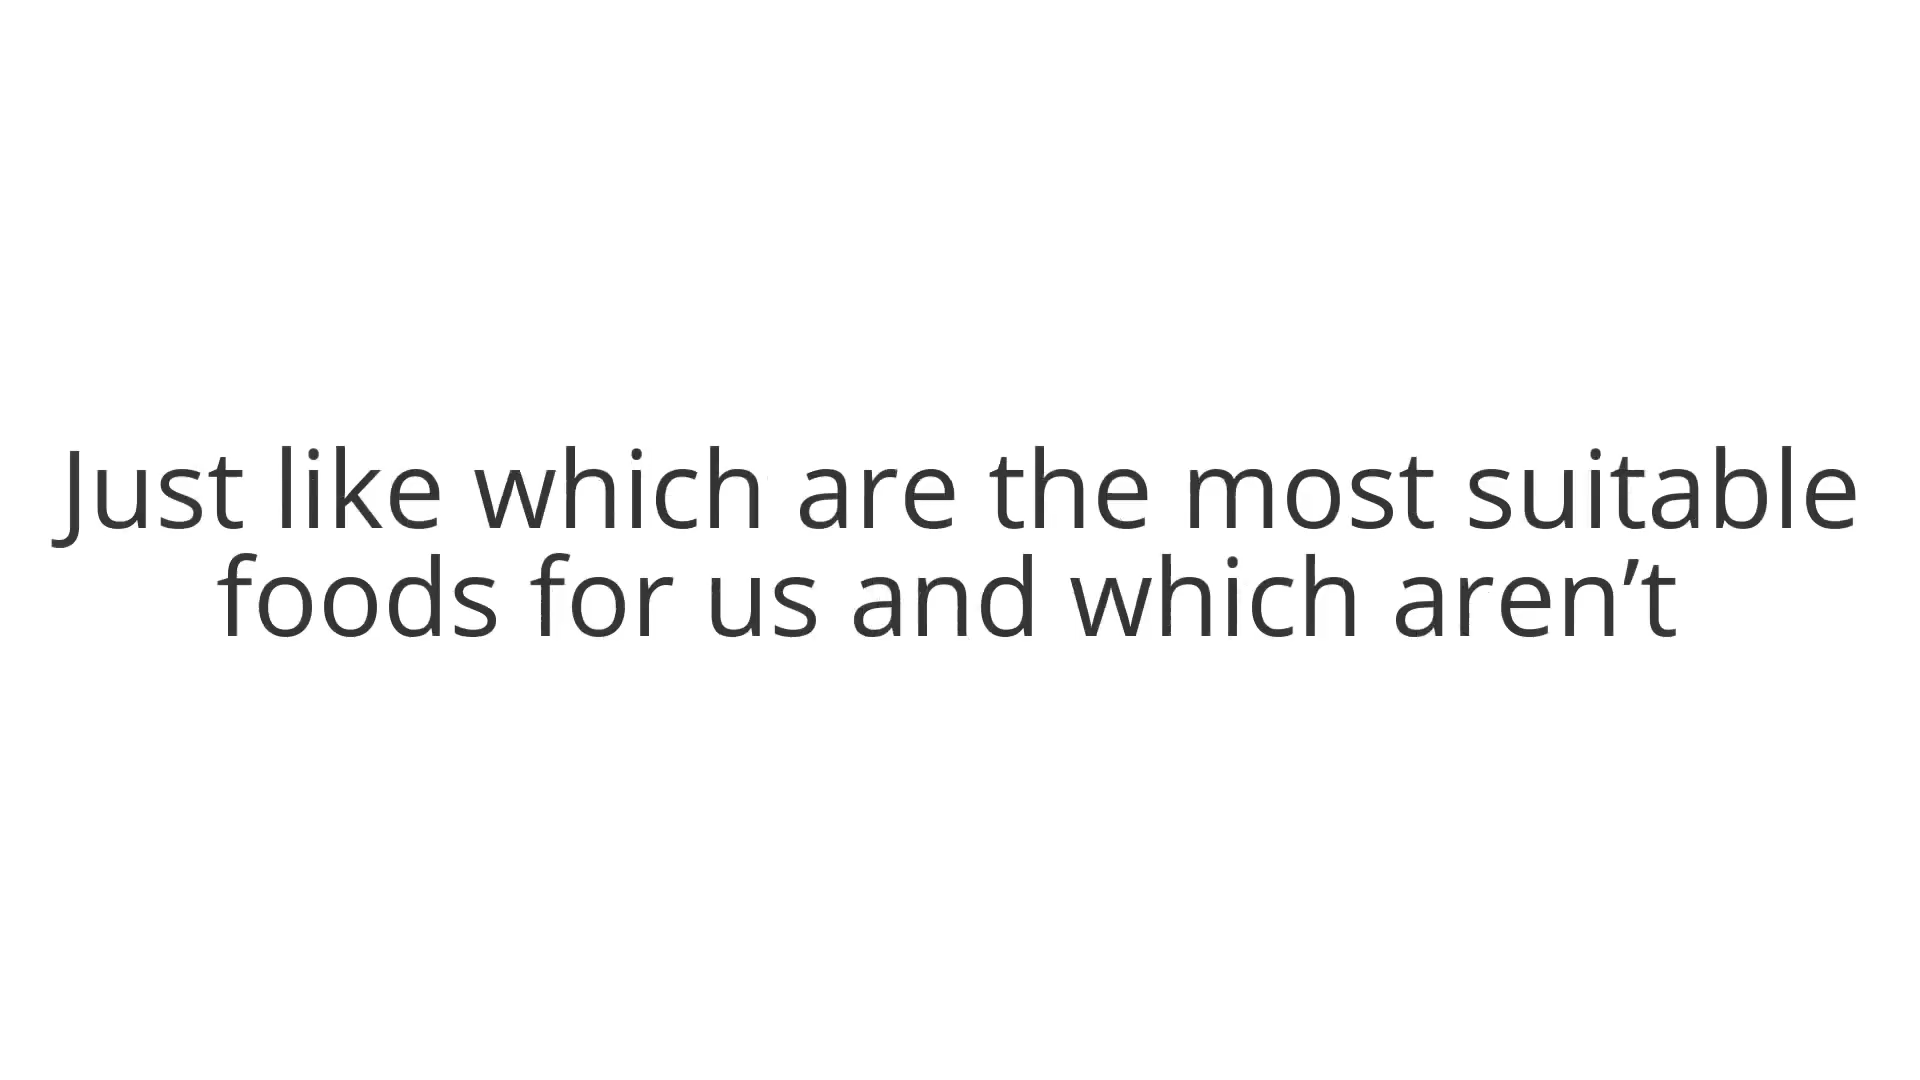 Just like which are the most suitable
foods for us and which aren’t